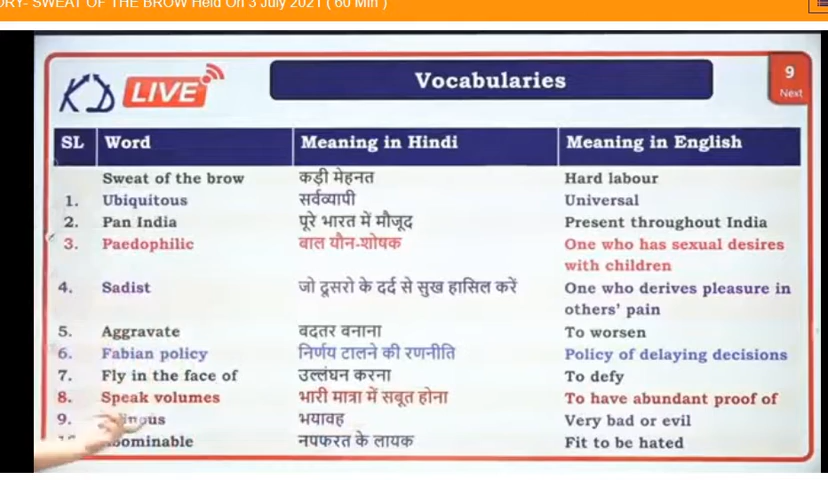 SWEAT OF THE BROW Held On 3 July 2021 ( 60 Min )
KD LIVE
Vocabularies
9
Next
SL Word Meaning in Hindi Meaning in English
Sweat of the brow कड़ी मेहनत Hard labour
1. Ubiquitous सर्वव्यापी Universal
2. Pan India पूरे भारत में मौजूद Present throughout India
3. Paedophilic बाल यौन-शोषक One who has sexual desires
with children
4. Sadist जो दूसरो के दर्द से सुख हासिल करें One who derives pleasure in
others' pain
5. Aggravate बदतर बनाना To worsen
6. Fabian policy निर्णय टालने की रणनीति Policy of delaying decisions
7. Fly in the face of उल्लंघन करना To defy
8. Speak volumes भारी मात्रा में सबूत होना To have abundant proof of
9. भयावह Very bad or evil
नपफरत के लायक Fit to be hated